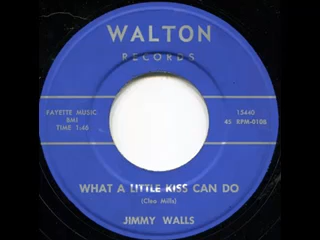 WALTON
RECORDS
FAYETTE MUSIC
BMI
TIME 1:48
15440
45 RPM-0108
WHAT A LITTLE KISS CAN DO
(Cleo Mills)
JIMMY WALLS